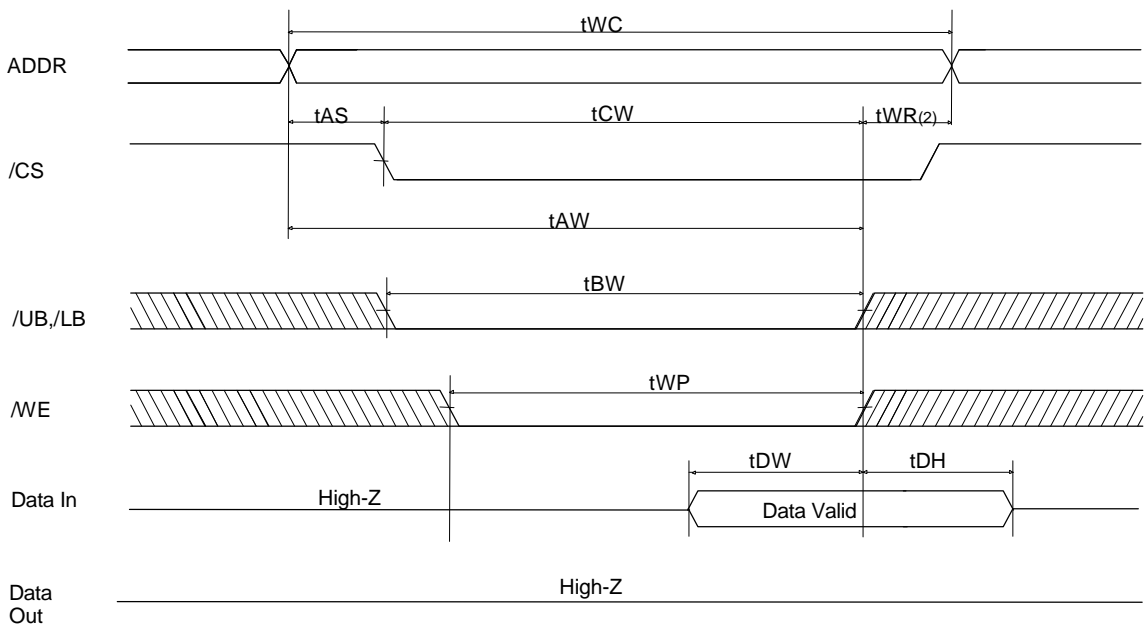 tWC
ADDR
tAS tCW tWR(2)
/CS
tAW
tBW
/UB,/LB
tWP
/WE
tDW tDH
Data In High-Z Data Valid
Data High-Z
Out